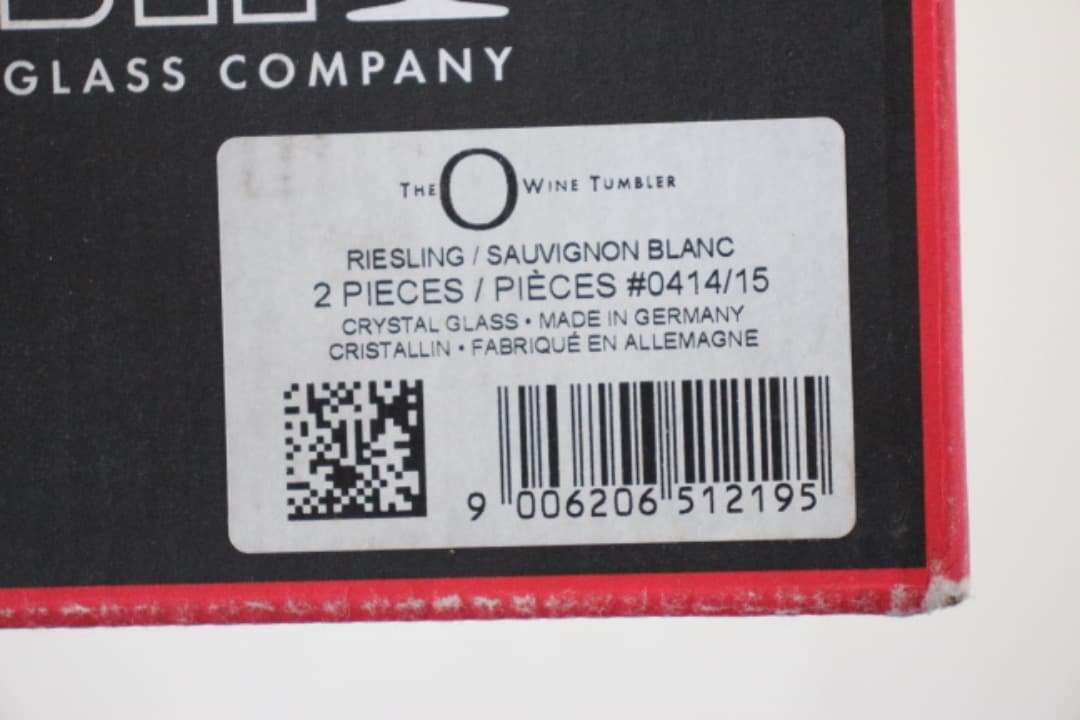 GLASS COMPANY
THE O WINE TUMBLER
RIESLING / SAUVIGNON BLANC
2 PIECES / PIÈCES #0414/15
CRYSTAL GLASS • MADE IN GERMANY
CRISTALLIN • FABRIQUÉ EN ALLEMAGNE
9 006206 512195